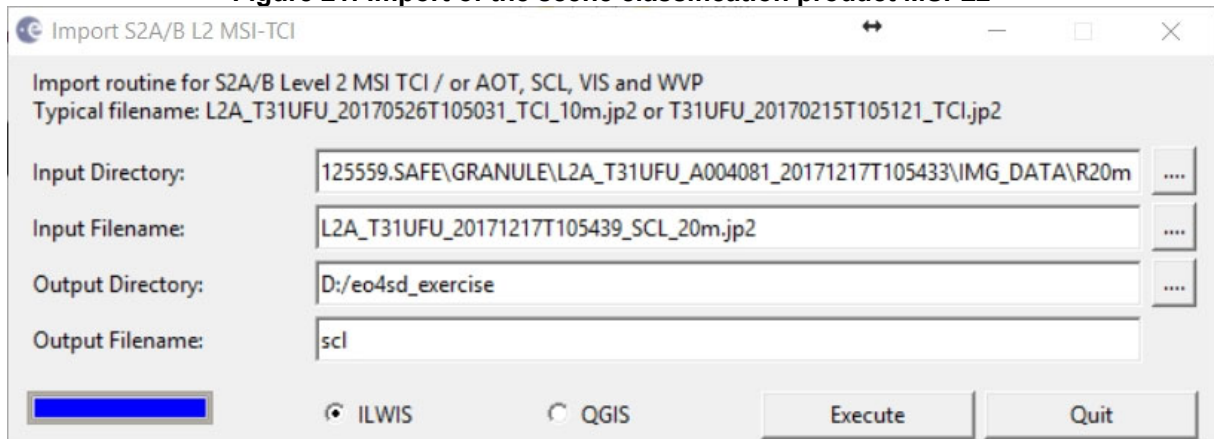 Import of the scene classification product MSI L2
Import S2A/B L2 MSI-TCI
Import routine for S2A/B Level 2 MSI TCI / or AOT, SCL, VIS and WVP
Typical filename: L2A_T31UFU_20170526T105031_TCI_10m.jp2 or T31UFU_20170215T105121_TCI.jp2
Input Directory: 125559.SAFE\GRANULE\L2A_T31UFU_A004081_20171217T105433\IMG_DATA\R20m ....
Input Filename: L2A_T31UFU_20171217T105439_SCL_20m.jp2 ....
Output Directory: D:/eo4sd_exercise ....
Output Filename: scl
ILWIS QGIS Execute Quit